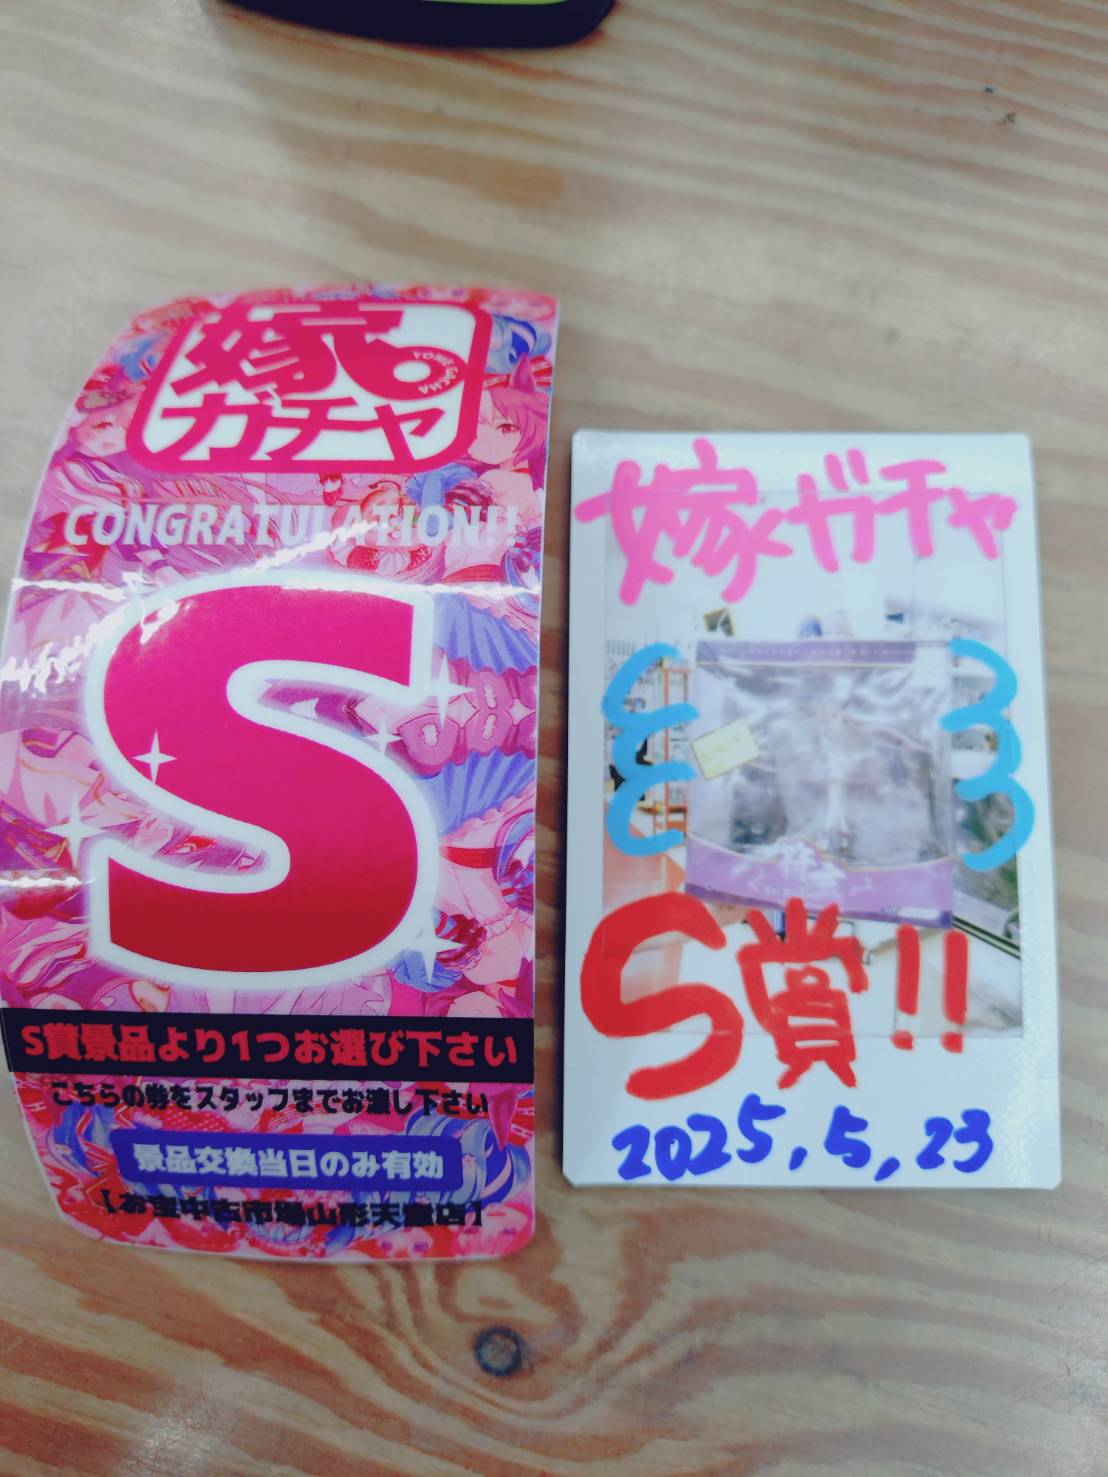 嫁ガチャ
YOME GACHA
CONGRATULATION!!
S
S賞景品より1つお選び下さい
こちらの券をスタッフまでお渡し下さい
景品交換当日のみ有効
【お宝中古市場山形天童店】
嫁ガチャ
S賞!!
2025,5,23